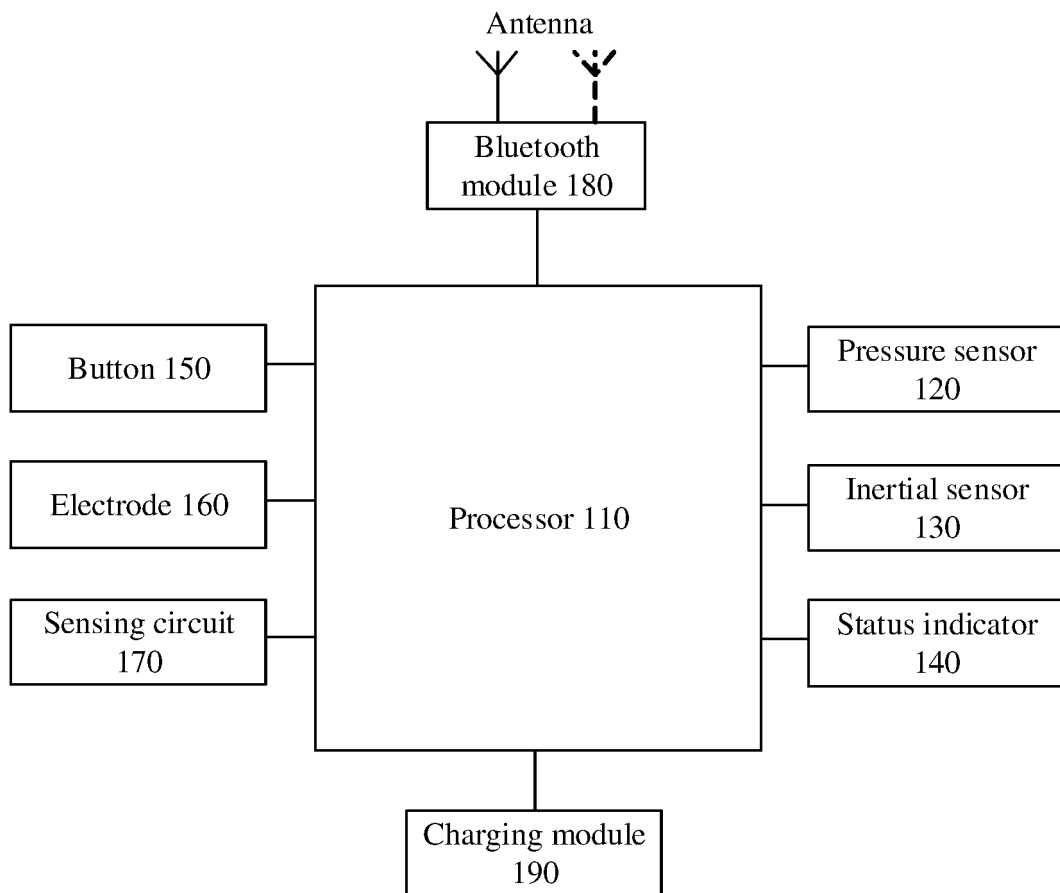 Antenna
Bluetooth
module 180
Button 150
Pressure sensor
120
Electrode 160
Processor 110
Inertial sensor
130
Sensing circuit
170
Status indicator
140
Charging module
190